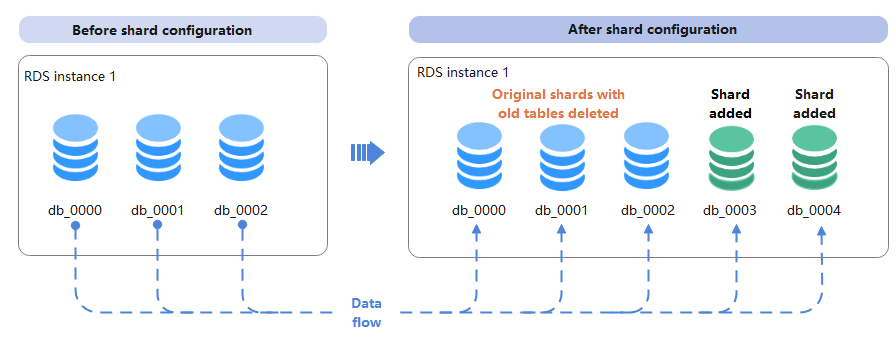 Before shard configuration
After shard configuration
RDS instance 1
RDS instance 1
Original shards with
old tables deleted
Shard
added
Shard
added
db_0000
db_0001
db_0002
db_0000
db_0001
db_0002
db_0003
db_0004
Data
flow